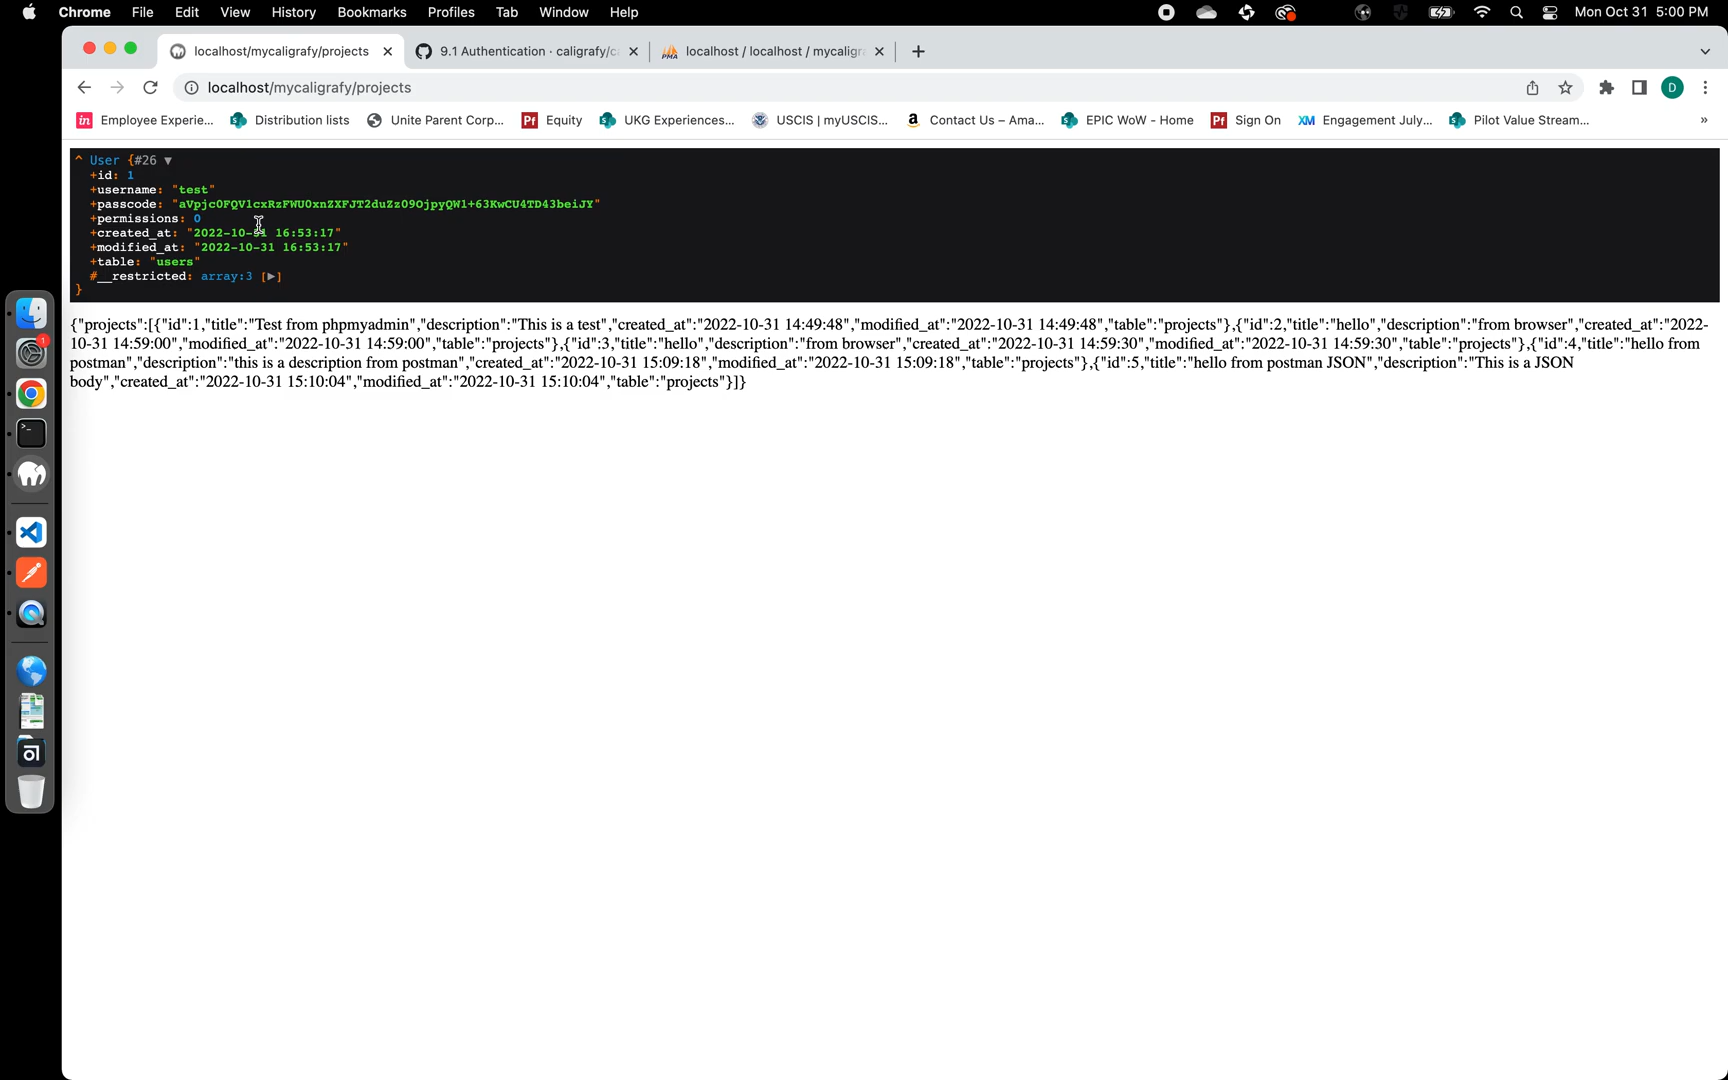 Chrome File Edit View History Bookmarks Profiles Tab Window Help Mon Oct 31 5:00 PM
localhost/mycaligrafy/projects 9.1 Authentication · caligrafy/c localhost / localhost / mycaligra
localhost/mycaligrafy/projects D
in Employee Experie... Distribution lists Unite Parent Corp... Pf Equity UKG Experiences... USCIS | myUSCIS... a Contact Us – Ama... EPIC WoW - Home Pf Sign On XM Engagement July... Pilot Value Stream... »
^ User {#26 ▼
+id: 1
+username: "test"
+passcode: "aVpjc0FQV1cxRzFWU0xnZXFJT2duZz09OjpyQW1+63KwCU4TD43beiJY"
+permissions: 0
+created_at: "2022-10-31 16:53:17"
+modified_at: "2022-10-31 16:53:17"
+table: "users"
#__restricted: array:3 [▶]
}
{"projects":[{"id":1,"title":"Test from phpmyadmin","description":"This is a test","created_at":"2022-10-31 14:49:48","modified_at":"2022-10-31 14:49:48","table":"projects"},{"id":2,"title":"hello","description":"from browser","created_at":"2022-
10-31 14:59:00","modified_at":"2022-10-31 14:59:00","table":"projects"},{"id":3,"title":"hello","description":"from browser","created_at":"2022-10-31 14:59:30","modified_at":"2022-10-31 14:59:30","table":"projects"},{"id":4,"title":"hello from
postman","description":"this is a description from postman","created_at":"2022-10-31 15:09:18","modified_at":"2022-10-31 15:09:18","table":"projects"},{"id":5,"title":"hello from postman JSON","description":"This is a JSON
body","created_at":"2022-10-31 15:10:04","modified_at":"2022-10-31 15:10:04","table":"projects"}]}